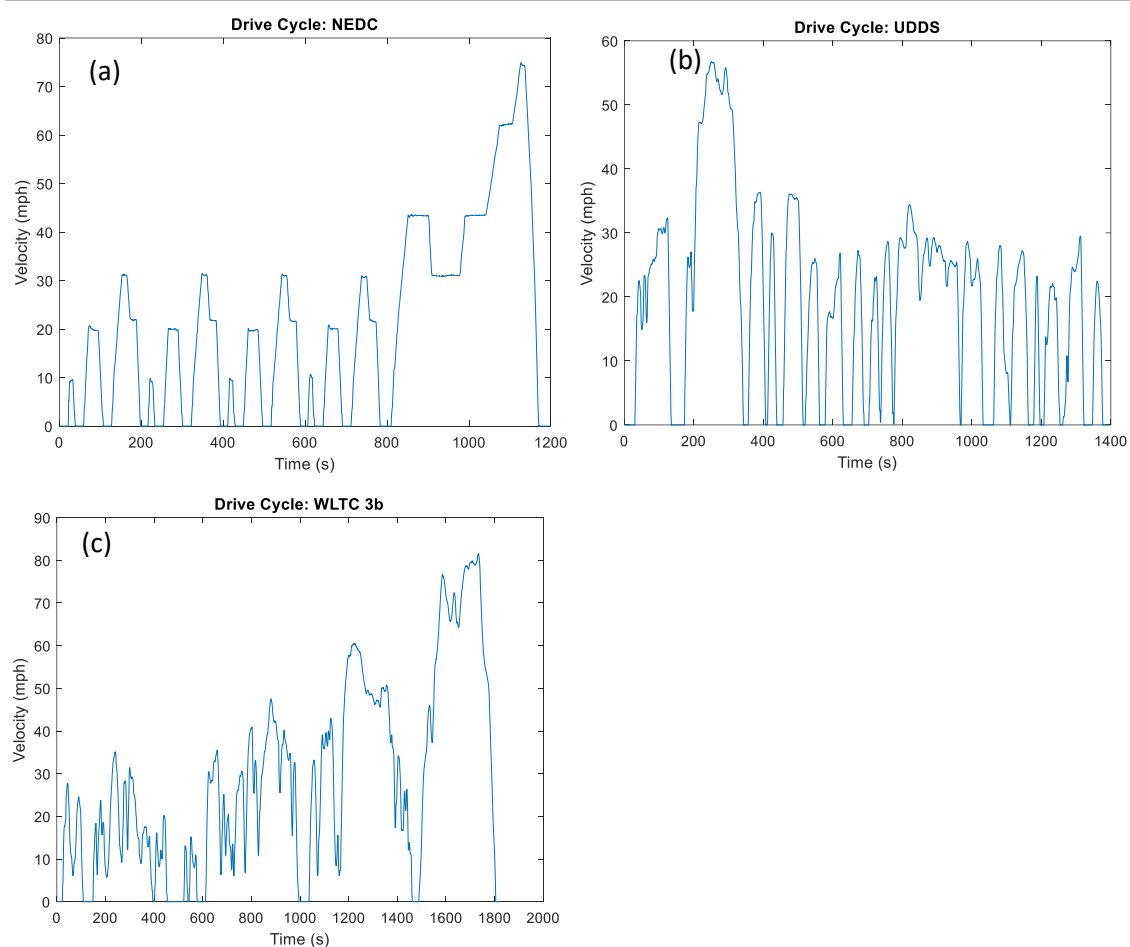 Drive Cycle: NEDC
(a)
80
70
60
50
40
30
20
10
0
Velocity (mph)
0 200 400 600 800 1000 1200
Time (s)
Drive Cycle: UDDS
(b)
60
50
40
30
20
10
0
Velocity (mph)
0 200 400 600 800 1000 1200 1400
Time (s)
Drive Cycle: WLTC 3b
(c)
90
80
70
60
50
40
30
20
10
0
Velocity (mph)
0 200 400 600 800 1000 1200 1400 1600 1800 2000
Time (s)